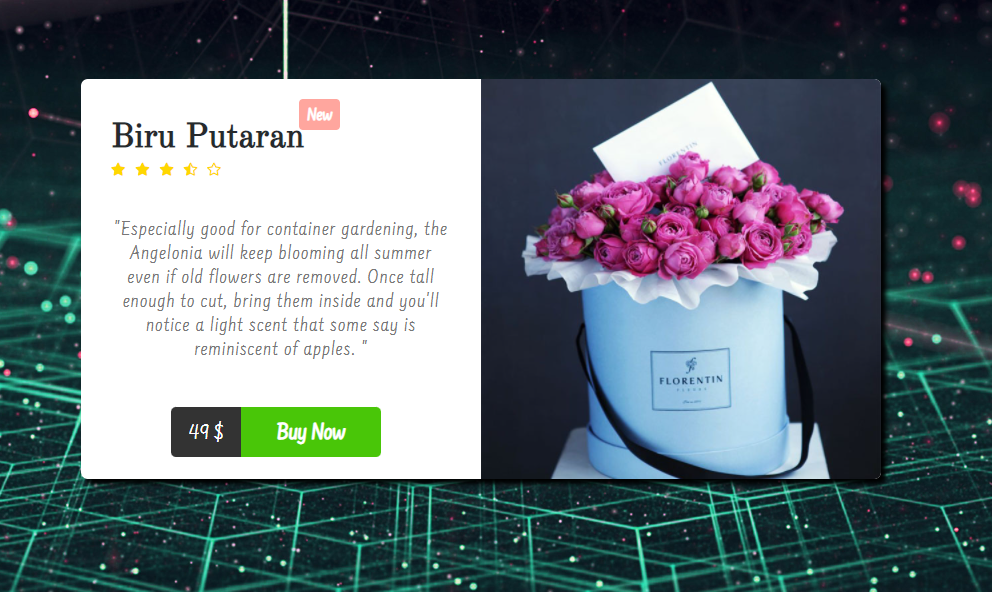 New
Biru Putaran
"Especially good for container gardening, the
Angelonia will keep blooming all summer
even if old flowers are removed. Once tall
enough to cut, bring them inside and you'll
notice a light scent that some say is
reminiscent of apples. "
49 $
Buy Now
FLORENTIN
FLORENTIN